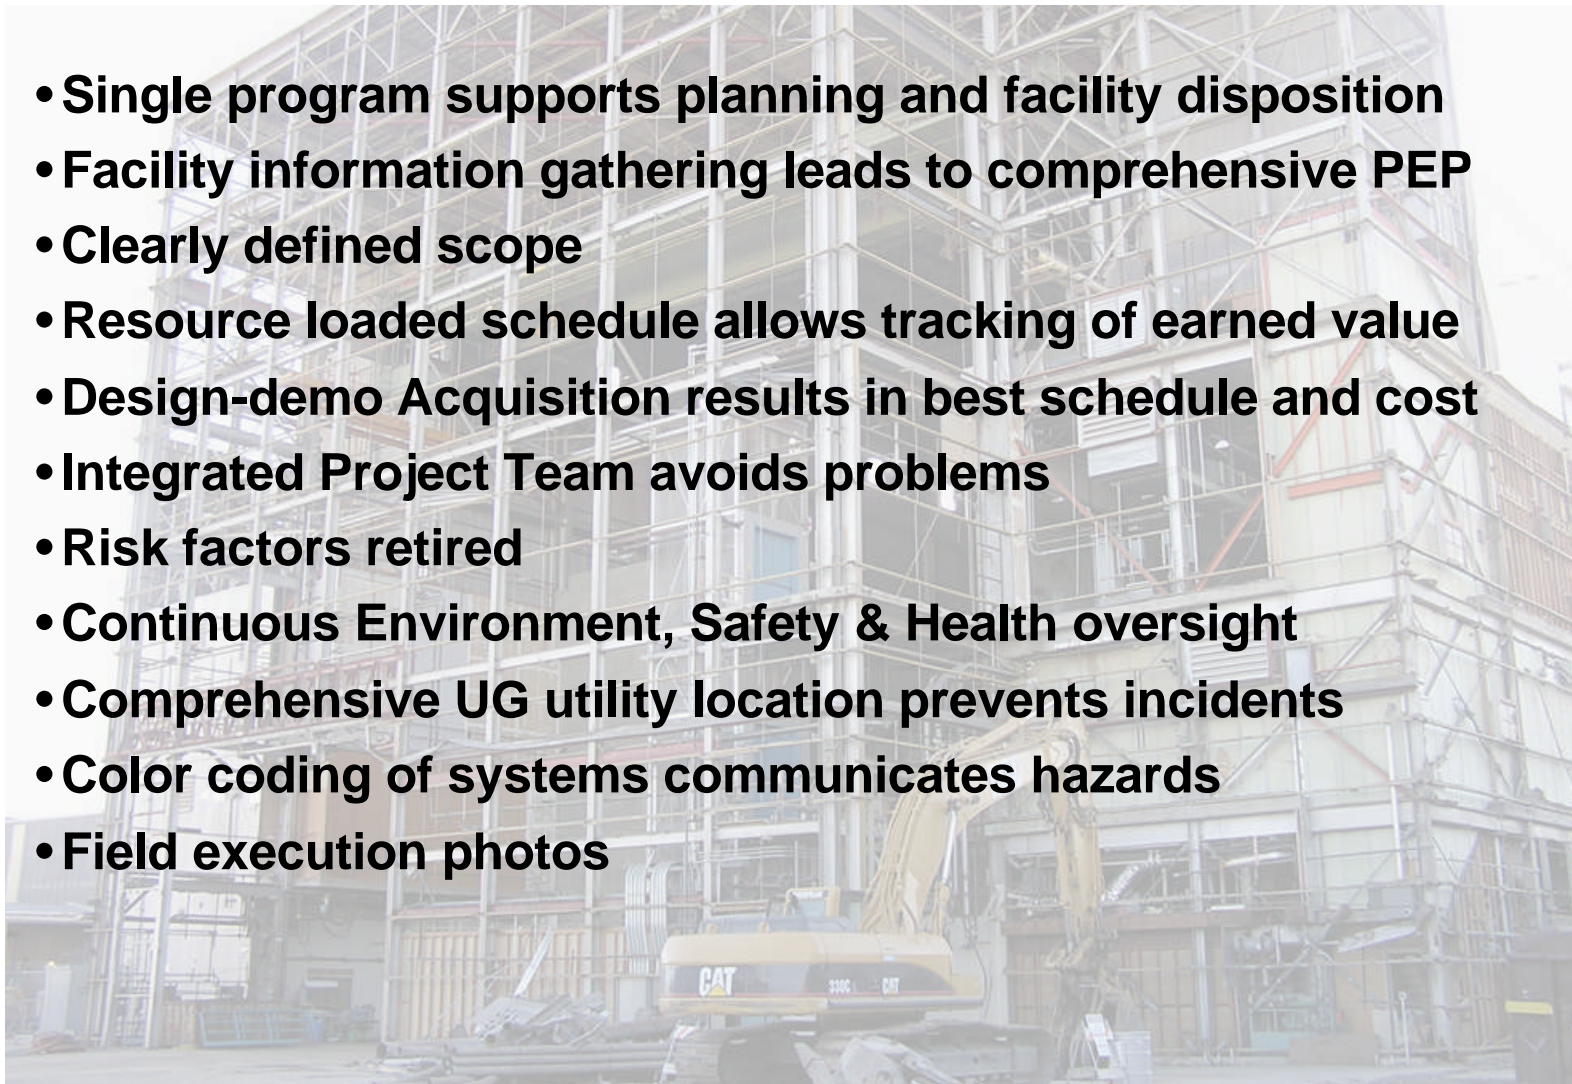 • Single program supports planning and facility disposition
• Facility information gathering leads to comprehensive PEP
• Clearly defined scope
• Resource loaded schedule allows tracking of earned value
• Design-demo Acquisition results in best schedule and cost
• Integrated Project Team avoids problems
• Risk factors retired
• Continuous Environment, Safety & Health oversight
• Comprehensive UG utility location prevents incidents
• Color coding of systems communicates hazards
• Field execution photos
CAT 330C CAT